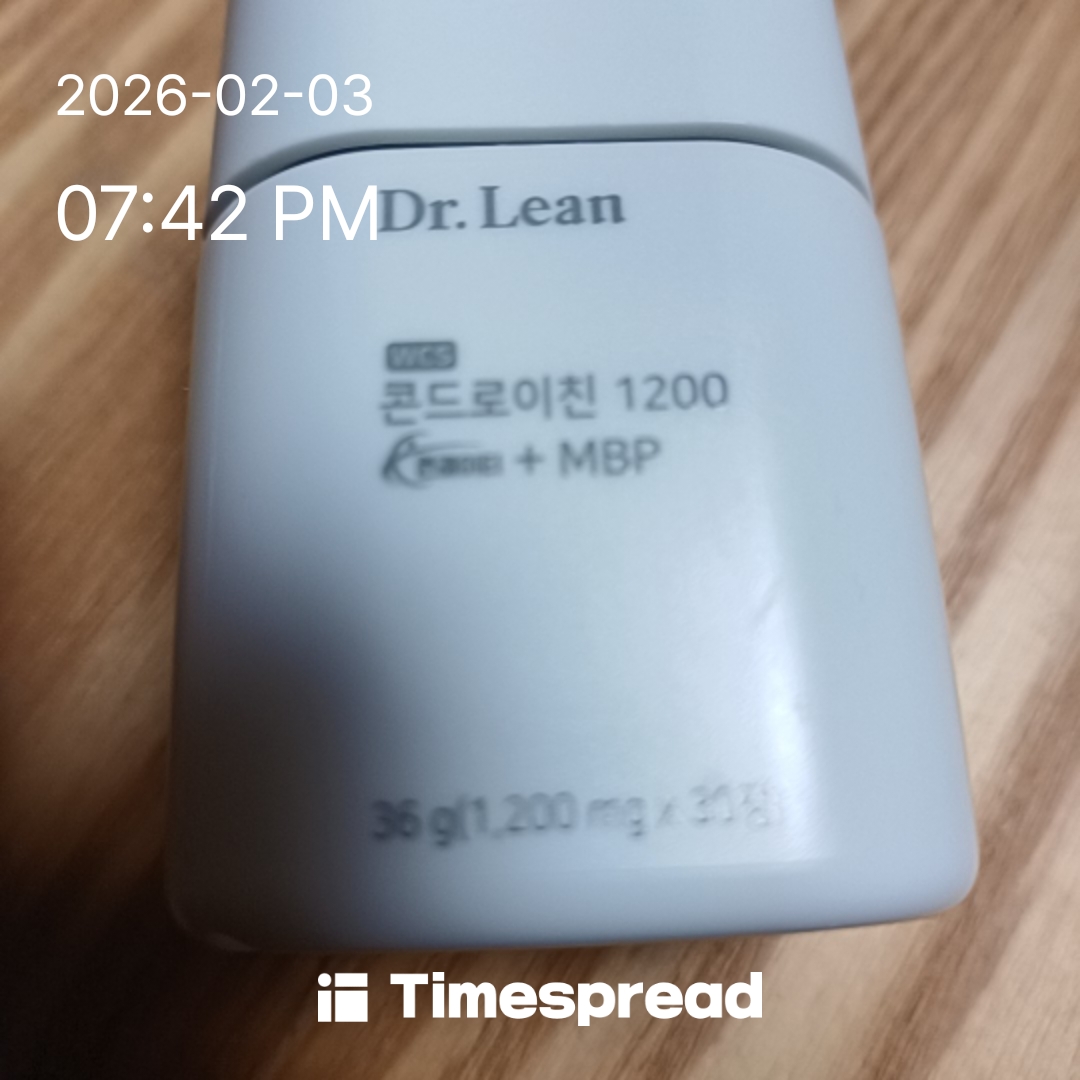 2026-02-03
07:42 PM
Dr. Lean
WCS
콘드로이친 1200
+ MBP
36 g(1,200 mg x 30정)
Timespread